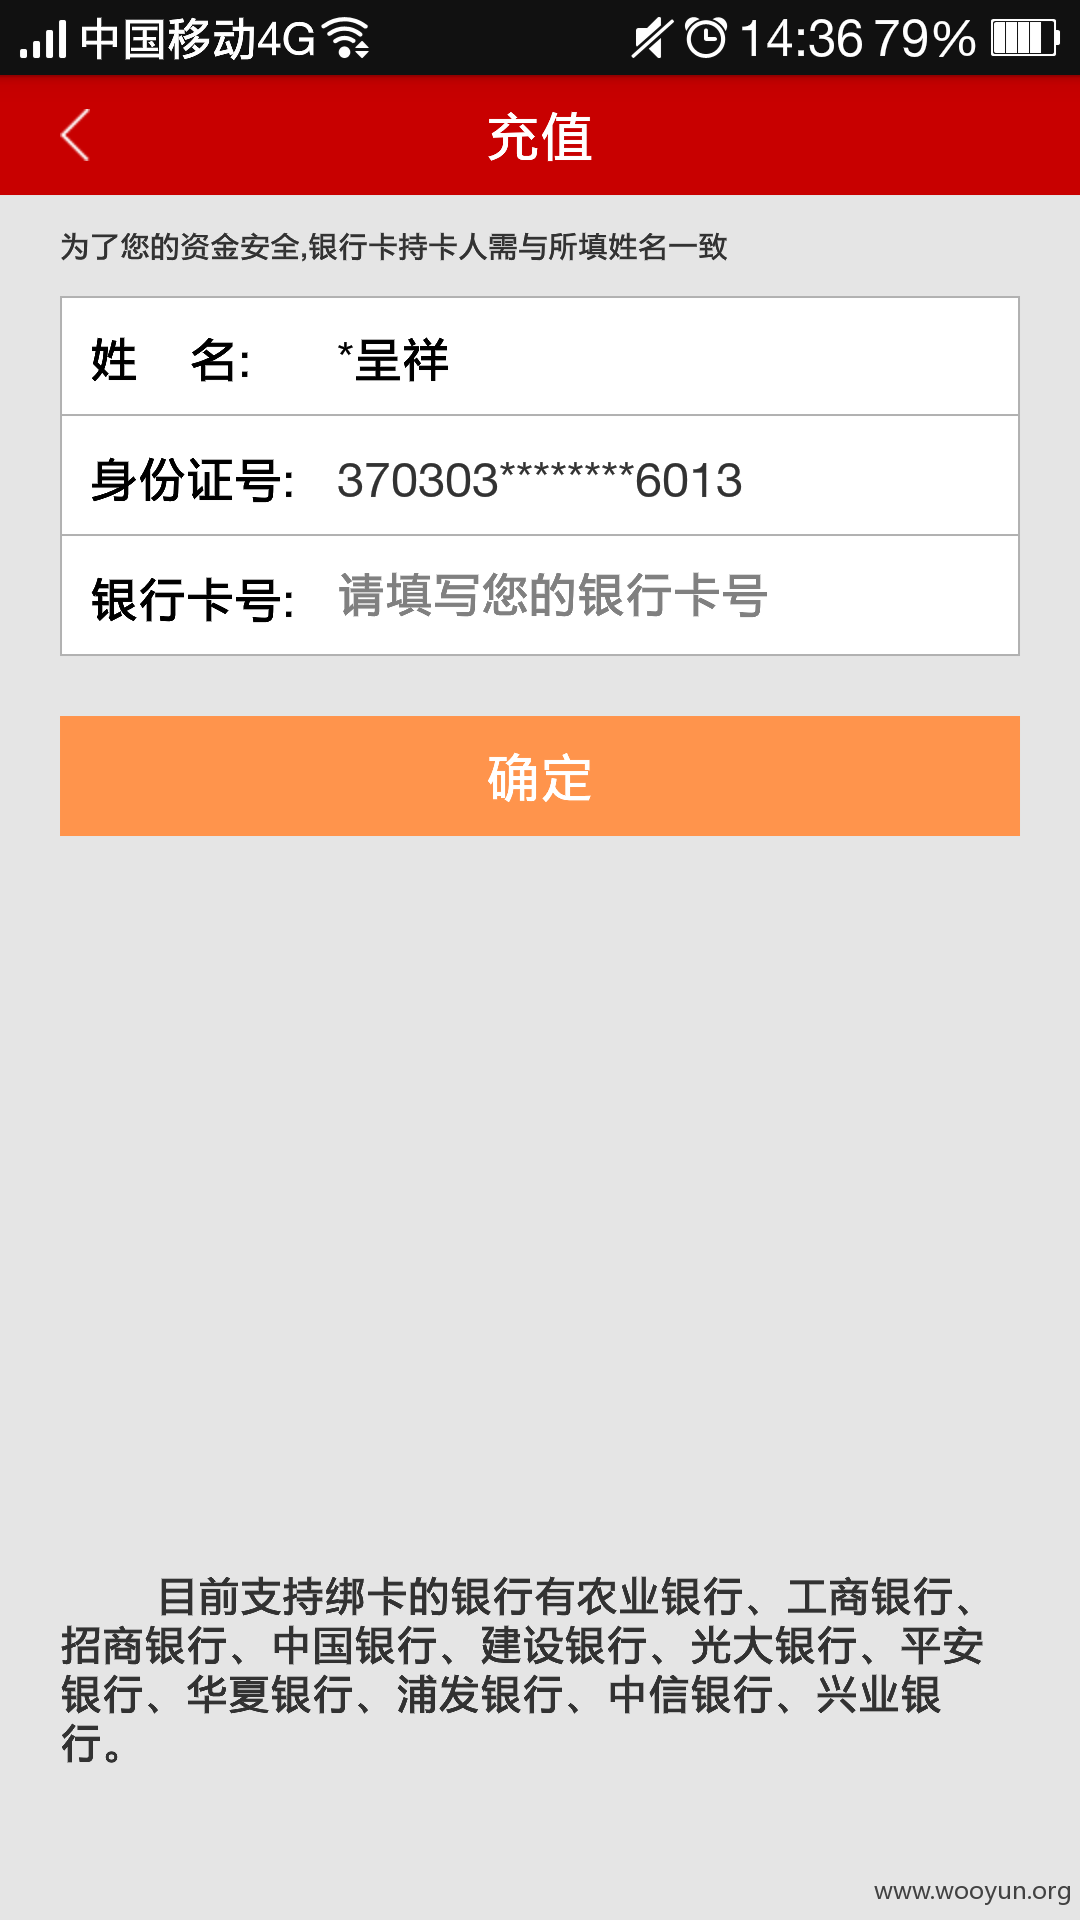 中国移动4G 14:36 79%
充值
为了您的资金安全,银行卡持卡人需与所填姓名一致
姓 名: *呈祥
身份证号: 370303********6013
银行卡号: 请填写您的银行卡号
确定
目前支持绑卡的银行有农业银行、工商银行、
招商银行、中国银行、建设银行、光大银行、平安
银行、华夏银行、浦发银行、中信银行、兴业银
行。
www.wooyun.org